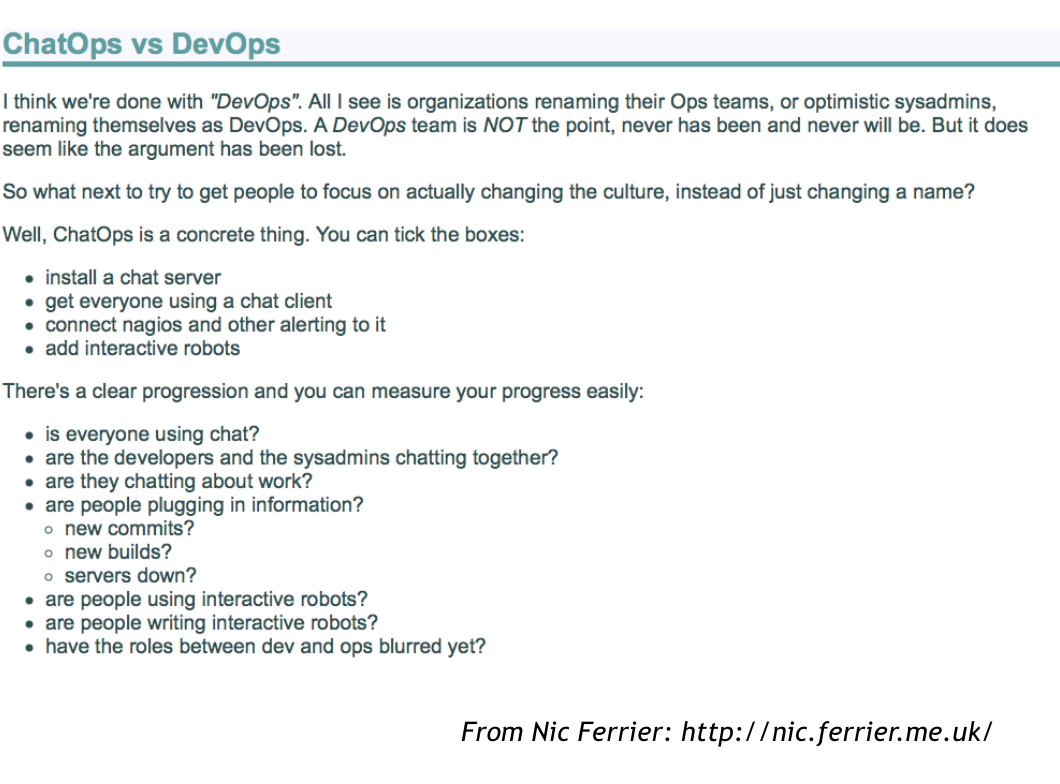 ChatOps vs DevOps
I think we're done with "DevOps". All I see is organizations renaming their Ops teams, or optimistic sysadmins,
renaming themselves as DevOps. A DevOps team is NOT the point, never has been and never will be. But it does
seem like the argument has been lost.
So what next to try to get people to focus on actually changing the culture, instead of just changing a name?
Well, ChatOps is a concrete thing. You can tick the boxes:
• install a chat server
• get everyone using a chat client
• connect nagios and other alerting to it
• add interactive robots
There's a clear progression and you can measure your progress easily:
• is everyone using chat?
• are the developers and the sysadmins chatting together?
• are they chatting about work?
• are people plugging in information?
◦ new commits?
◦ new builds?
◦ servers down?
• are people using interactive robots?
• are people writing interactive robots?
• have the roles between dev and ops blurred yet?
From Nic Ferrier: http://nic.ferrier.me.uk/